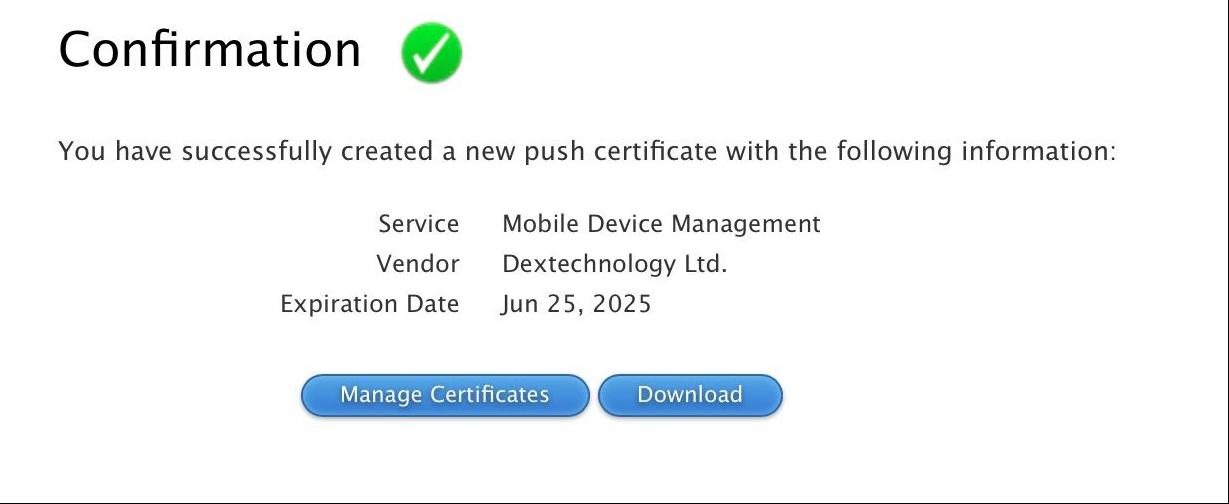 Confirmation
You have successfully created a new push certificate with the following information:
Service Mobile Device Management
Vendor Dextechnology Ltd.
Expiration Date Jun 25, 2025
Manage Certificates Download